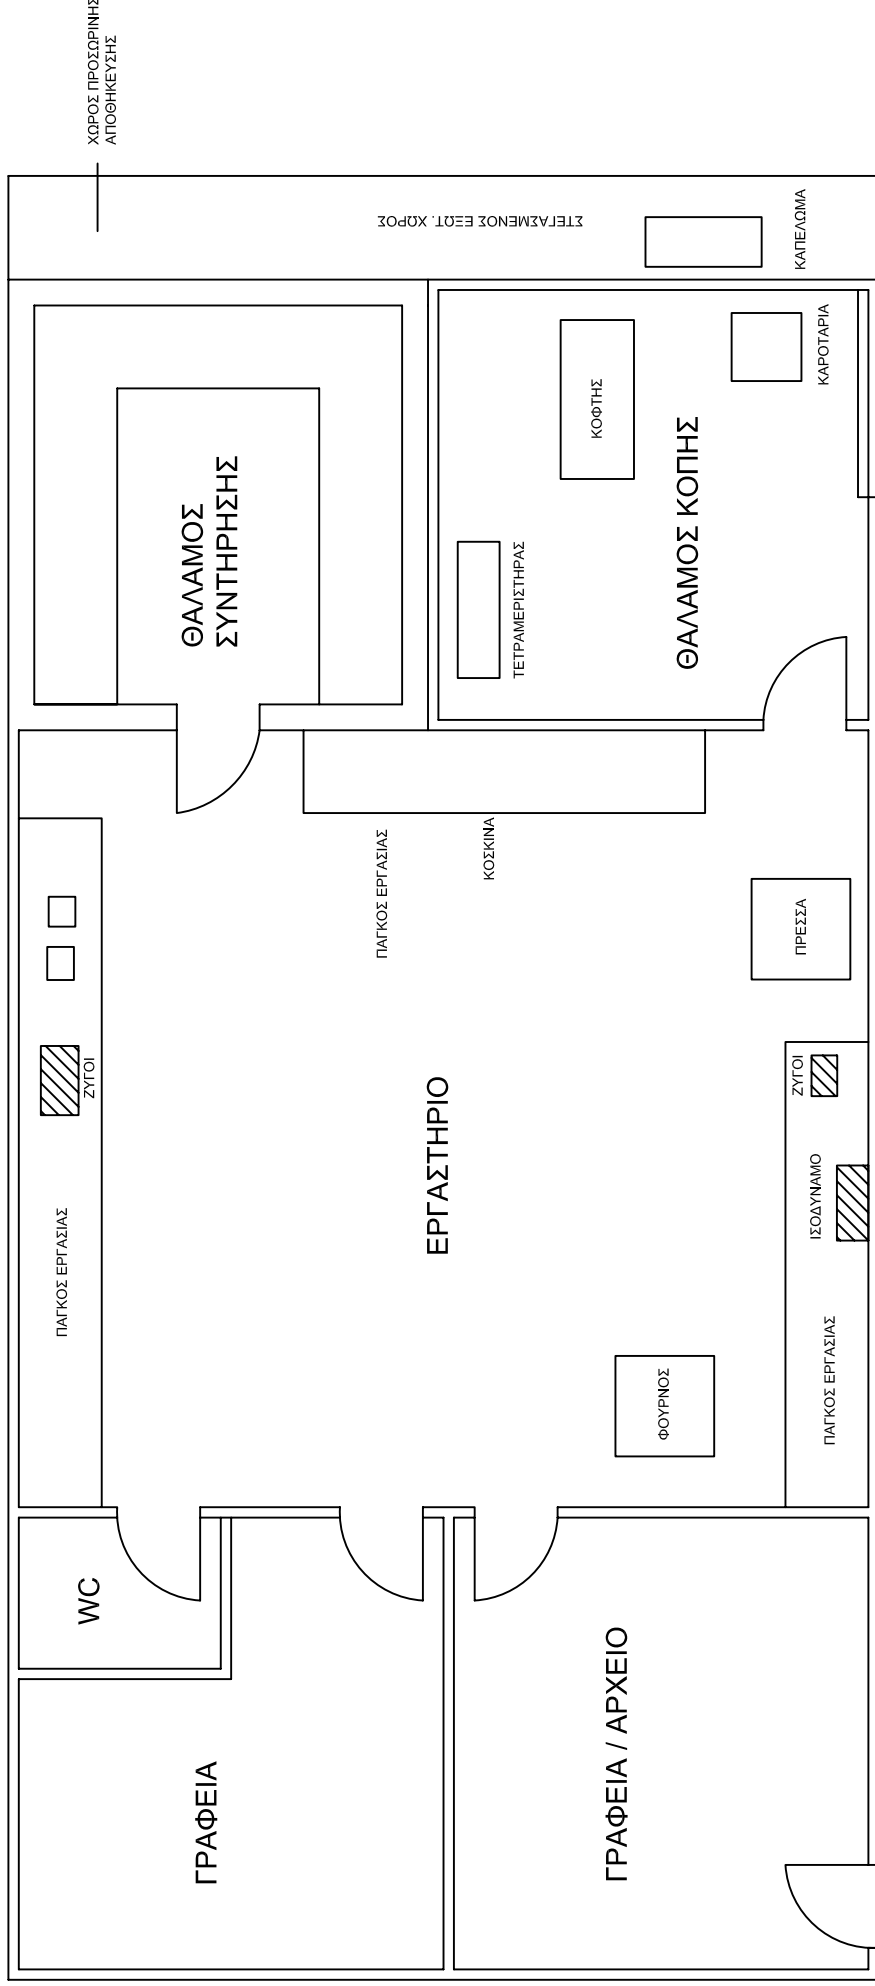 ΧΩΡΟΣ ΠΡΟΣΩΡΙΝΗΣ
ΑΠΟΘΗΚΕΥΣΗΣ
ΣΤΕΓΑΣΜΕΝΟΣ ΕΞΩΤ. ΧΩΡΟΣ
ΚΑΠΕΛΩΜΑ
ΘΑΛΑΜΟΣ
ΣΥΝΤΗΡΗΣΗΣ
ΚΟΦΤΗΣ
ΚΑΡΟΤΑΡΙΑ
ΤΕΤΡΑΜΕΡΙΣΤΗΡΑΣ
ΘΑΛΑΜΟΣ ΚΟΠΗΣ
ΠΑΓΚΟΣ ΕΡΓΑΣΙΑΣ
ΚΟΣΚΙΝΑ
ΠΡΕΣΣΑ
ΖΥΓΟΙ
ΖΥΓΟΙ
ΕΡΓΑΣΤΗΡΙΟ
ΙΣΟΔΥΝΑΜΟ
ΠΑΓΚΟΣ ΕΡΓΑΣΙΑΣ
ΦΟΥΡΝΟΣ
ΠΑΓΚΟΣ ΕΡΓΑΣΙΑΣ
WC
ΓΡΑΦΕΙΑ
ΓΡΑΦΕΙΑ / ΑΡΧΕΙΟ